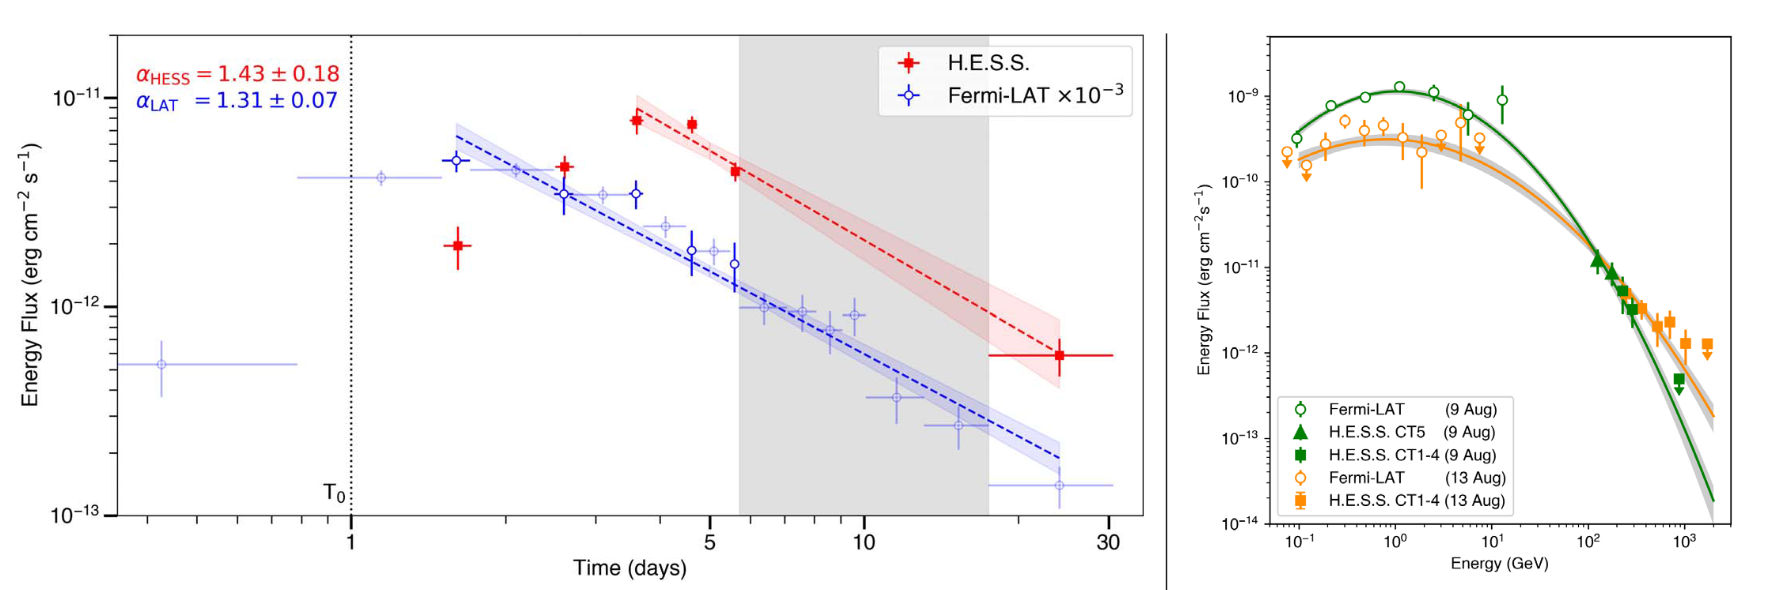 α_HESS = 1.43 ± 0.18
α_LAT = 1.31 ± 0.07
H.E.S.S.
Fermi-LAT ×10⁻³
10⁻¹¹
10⁻¹²
10⁻¹³
Energy Flux (erg cm⁻² s⁻¹)
T₀
1
5
10
30
Time (days)
10⁻⁹
10⁻¹⁰
10⁻¹¹
10⁻¹²
10⁻¹³
10⁻¹⁴
Energy Flux (erg cm⁻²s⁻¹)
Fermi-LAT (9 Aug)
H.E.S.S. CT5 (9 Aug)
H.E.S.S. CT1-4 (9 Aug)
Fermi-LAT (13 Aug)
H.E.S.S. CT1-4 (13 Aug)
10⁻¹
10⁰
10¹
10²
10³
Energy (GeV)